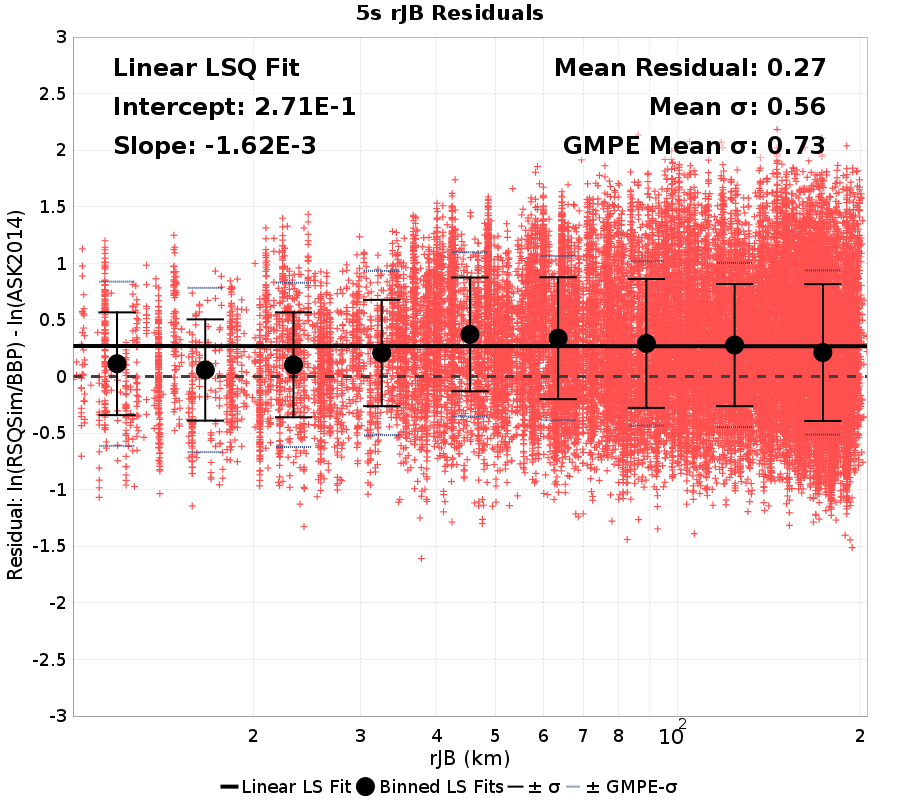 5s rJB Residuals
Linear LSQ Fit
Intercept: 2.71E-1
Slope: -1.62E-3
Mean Residual: 0.27
Mean σ: 0.56
GMPE Mean σ: 0.73
Residual: ln(RSQSim/BBP) - ln(ASK2014)
3
2.5
2
1.5
1
0.5
0
-0.5
-1
-1.5
-2
-2.5
-3
2 3 4 5 6 7 8 10² 2
rJB (km)
Linear LS Fit Binned LS Fits ± σ ± GMPE-σ